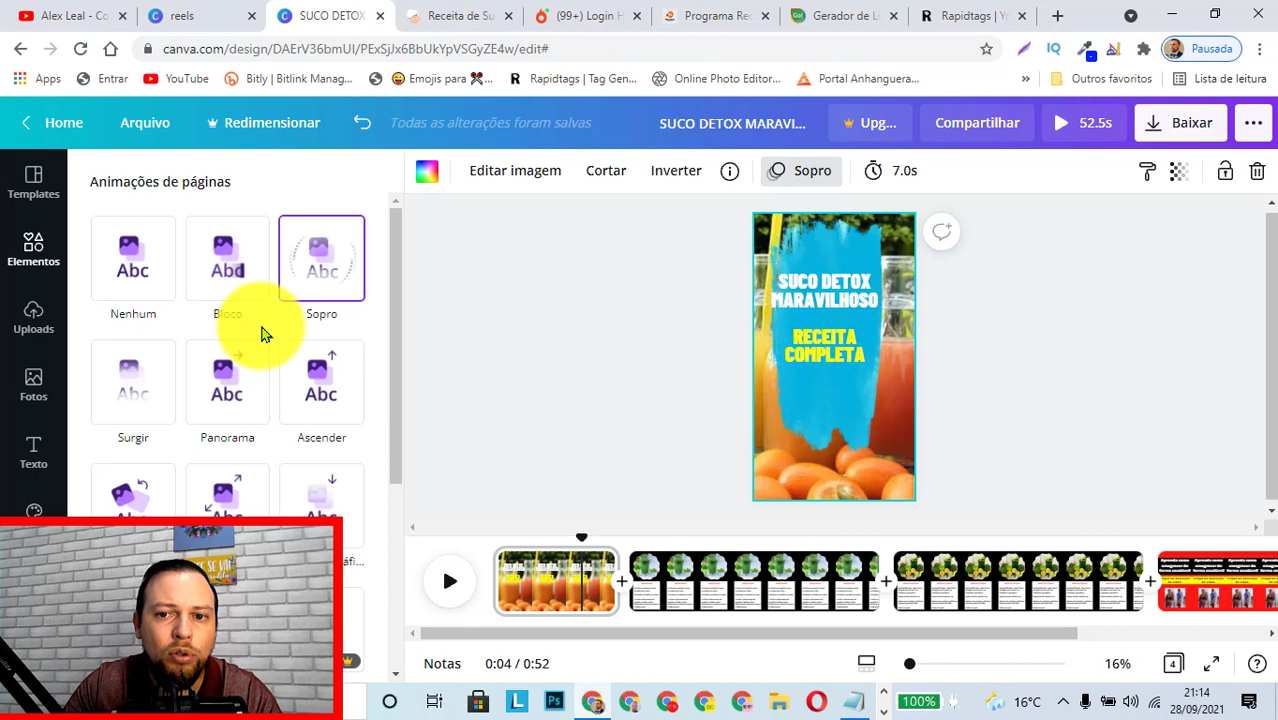 Alex Leal - C
reels
SUCO DETOX
Receita de Su
(99+) Login H
Programa Rec
Gerador de Li
Rapidtags | Ya
canva.com/design/DAErV36bmUI/PExSjJx6BbUkYpVSGyZE4w/edit#
Pausada
Apps
Entrar
YouTube
Bitly | Bitlink Manag...
Emojis para
Rapidtags | Tag Gen...
Online Photo Editor...
Portal Anhanguera...
Outros favoritos
Lista de leitura
Home
Arquivo
Redimensionar
Todas as alterações foram salvas
SUCO DETOX MARAVI...
Upg...
Compartilhar
52.5s
Baixar
Templates
Elementos
Uploads
Fotos
Texto
Animações de páginas
Editar imagem
Cortar
Inverter
Sopro
7.0s
Abc
Abc
Abc
Nenhum
Bloco
Sopro
Abc
Abc
Abc
Surgir
Panorama
Ascender
SUCO DETOX
MARAVILHOSO
RECEITA
COMPLETA
Notas
0:04 / 0:52
16%
4
100%
16°C
21:14
28/09/2021